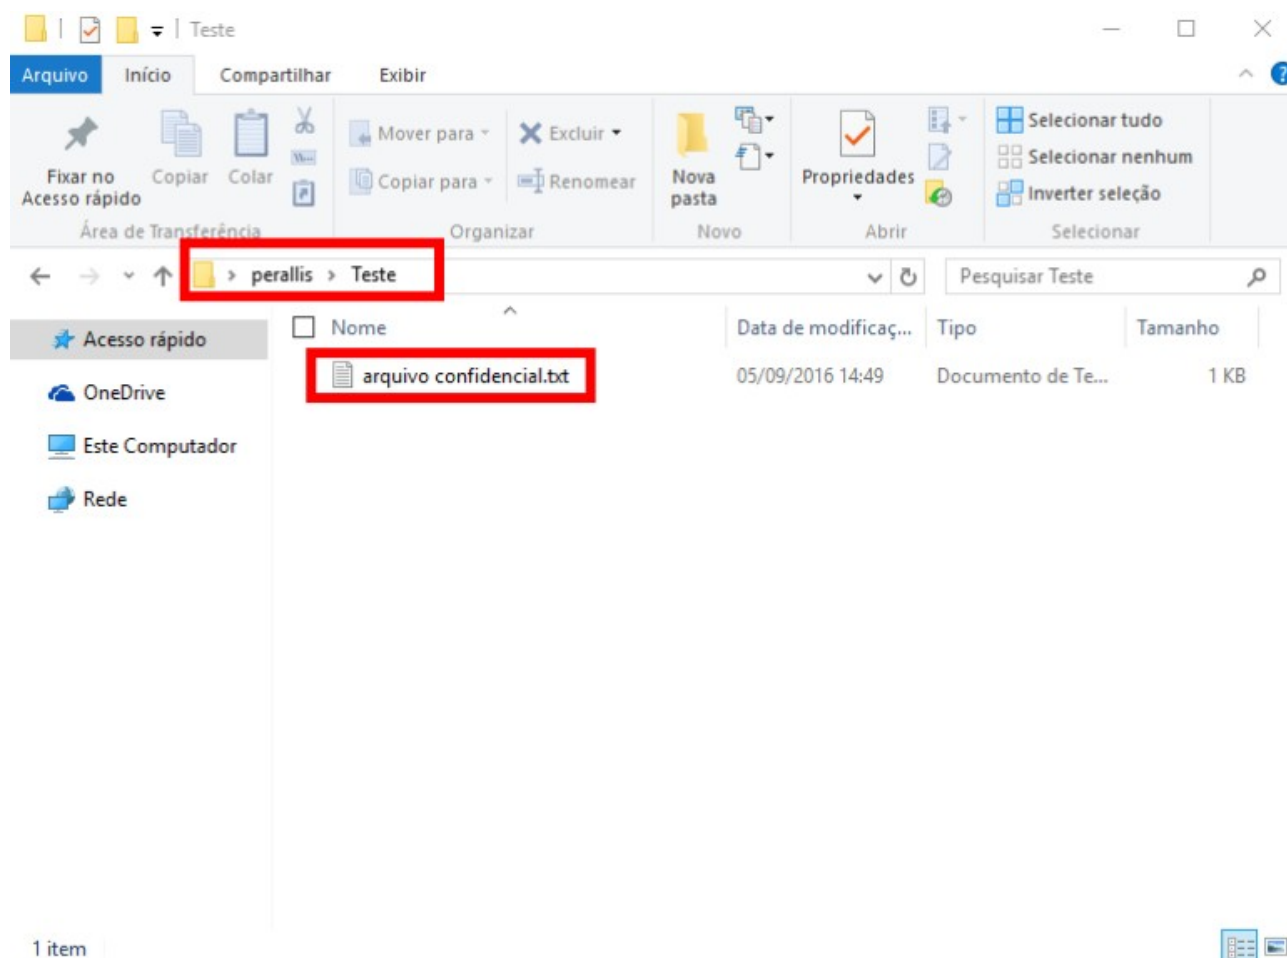 Teste
Arquivo Início Compartilhar Exibir
Fixar no Acesso rápido
Copiar
Colar
Mover para
Copiar para
Excluir
Renomear
Nova pasta
Propriedades
Selecionar tudo
Selecionar nenhum
Inverter seleção
Área de Transferência Organizar Novo Abrir Selecionar
perallis > Teste
Pesquisar Teste
Acesso rápido
OneDrive
Este Computador
Rede
Nome Data de modificaç... Tipo Tamanho
arquivo confidencial.txt 05/09/2016 14:49 Documento de Te... 1 KB
1 item